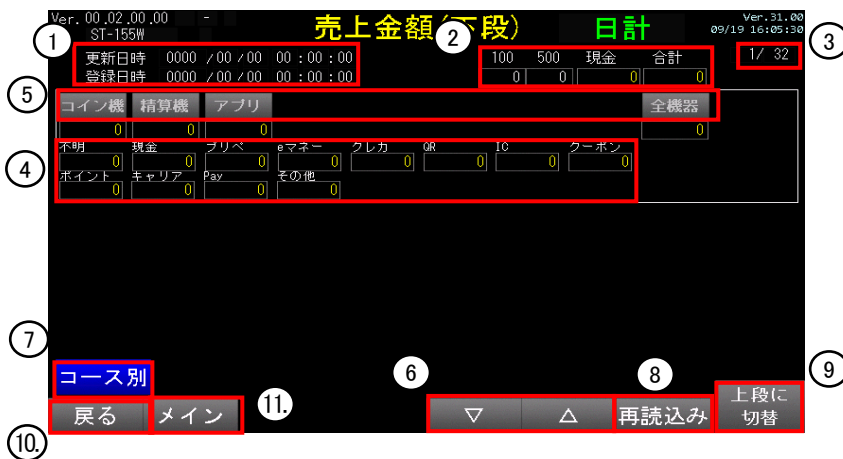 Ver. 00.02.00.00 -
ST-155W
売上金額(下段)
日計
Ver.31.00
09/19 16:05:30
①
②
③
更新日時 0000 /00/00 00:00:00
登録日時 0000 /00/00 00:00:00
100 500 現金 合計
0 0 0 0
1/ 32
⑤
コイン機 精算機 アプリ 全機器
0 0 0 0
④
不明 現金 プリペ eマネー クレカ QR IC クーポン
0 0 0 0 0 0 0 0
ポイント キャリア Pay その他
0 0 0 0
⑦
コース別
⑥
⑧
⑨
戻る メイン
11.
▽ △ 再読込み
上段に
切替
10.